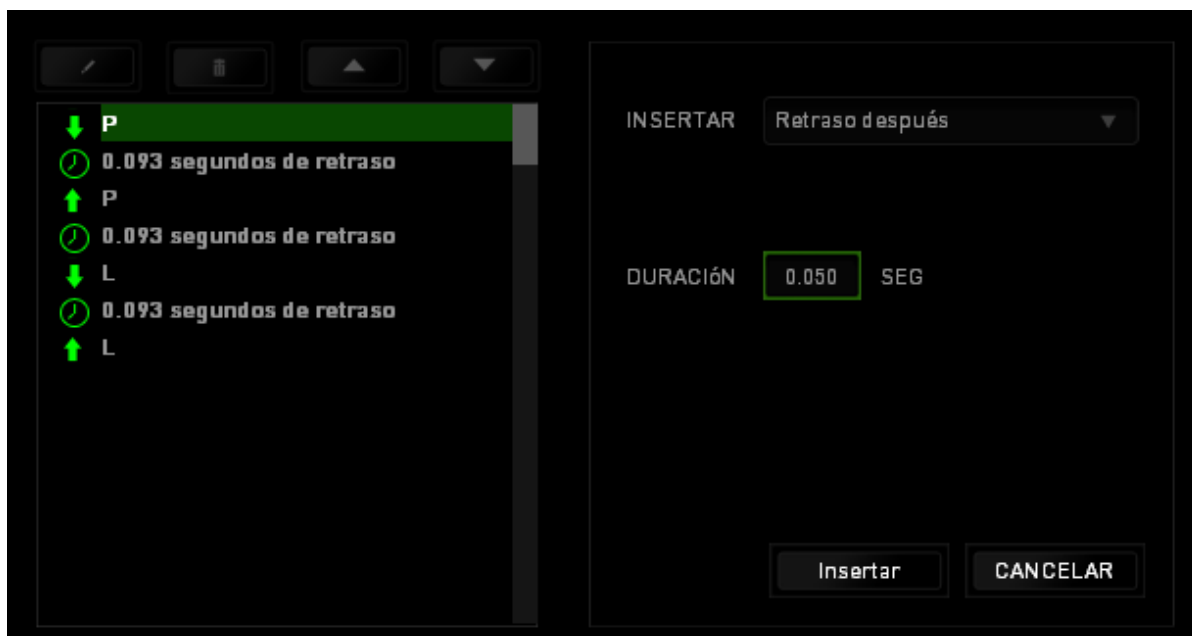 P
0.093 segundos de retraso
P
0.093 segundos de retraso
L
0.093 segundos de retraso
L
INSERTAR Retraso después
DURACIóN 0.050 SEG
Insertar CANCELAR